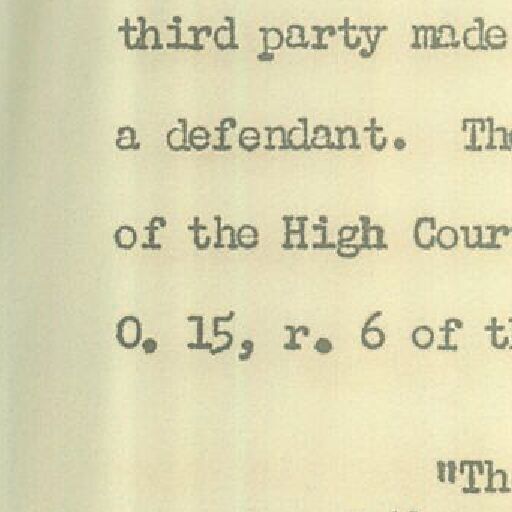 third party made
a defendant. Th
of the High Cour
O. 15, r. 6 of t
"Th